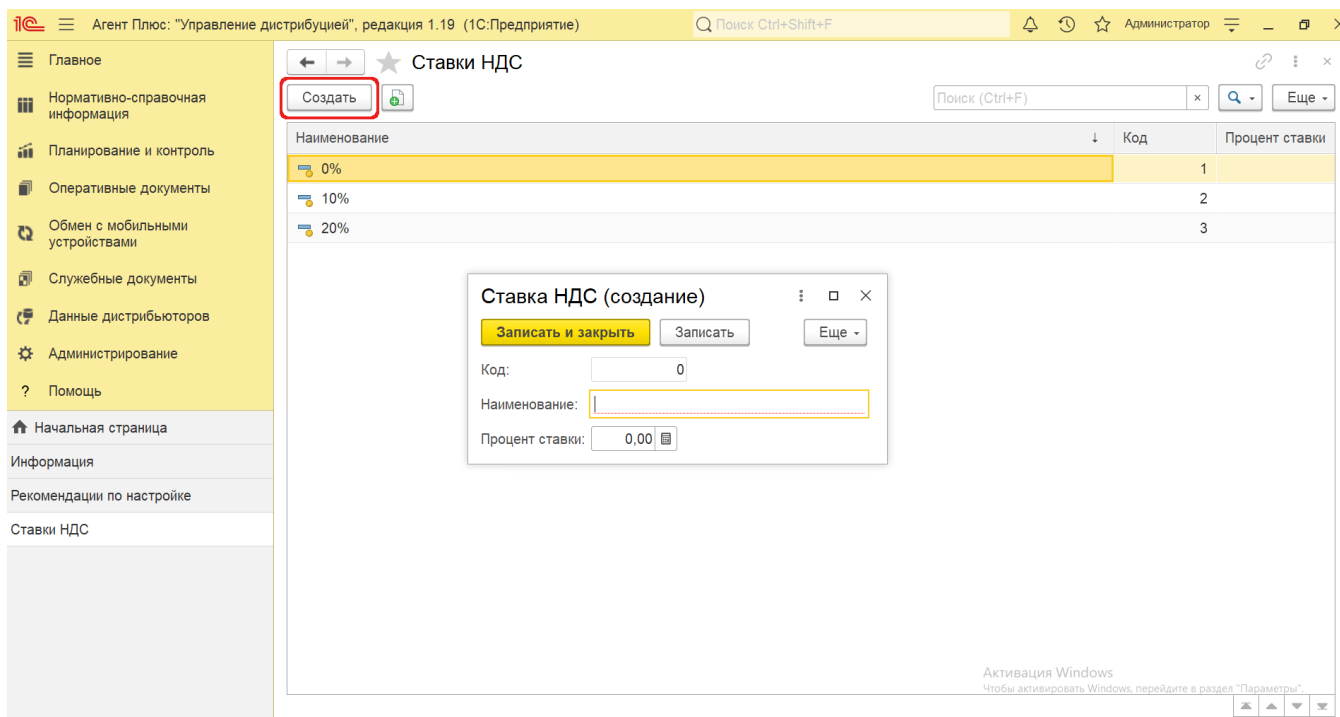 Агент Плюс: "Управление дистрибуцией", редакция 1.19 (1С:Предприятие)
Поиск Ctrl+Shift+F
Администратор
Главное
Нормативно-справочная
информация
Планирование и контроль
Оперативные документы
Обмен с мобильными
устройствами
Служебные документы
Данные дистрибьюторов
Администрирование
? Помощь
Начальная страница
Информация
Рекомендации по настройке
Ставки НДС
Ставки НДС
Создать
Поиск (Ctrl+F)
Еще
Наименование Код Процент ставки
0% 1
10% 2
20% 3
Ставка НДС (создание)
Записать и закрыть Записать Еще
Код: 0
Наименование:
Процент ставки: 0,00
Активация Windows
Чтобы активировать Windows, перейдите в раздел "Параметры".